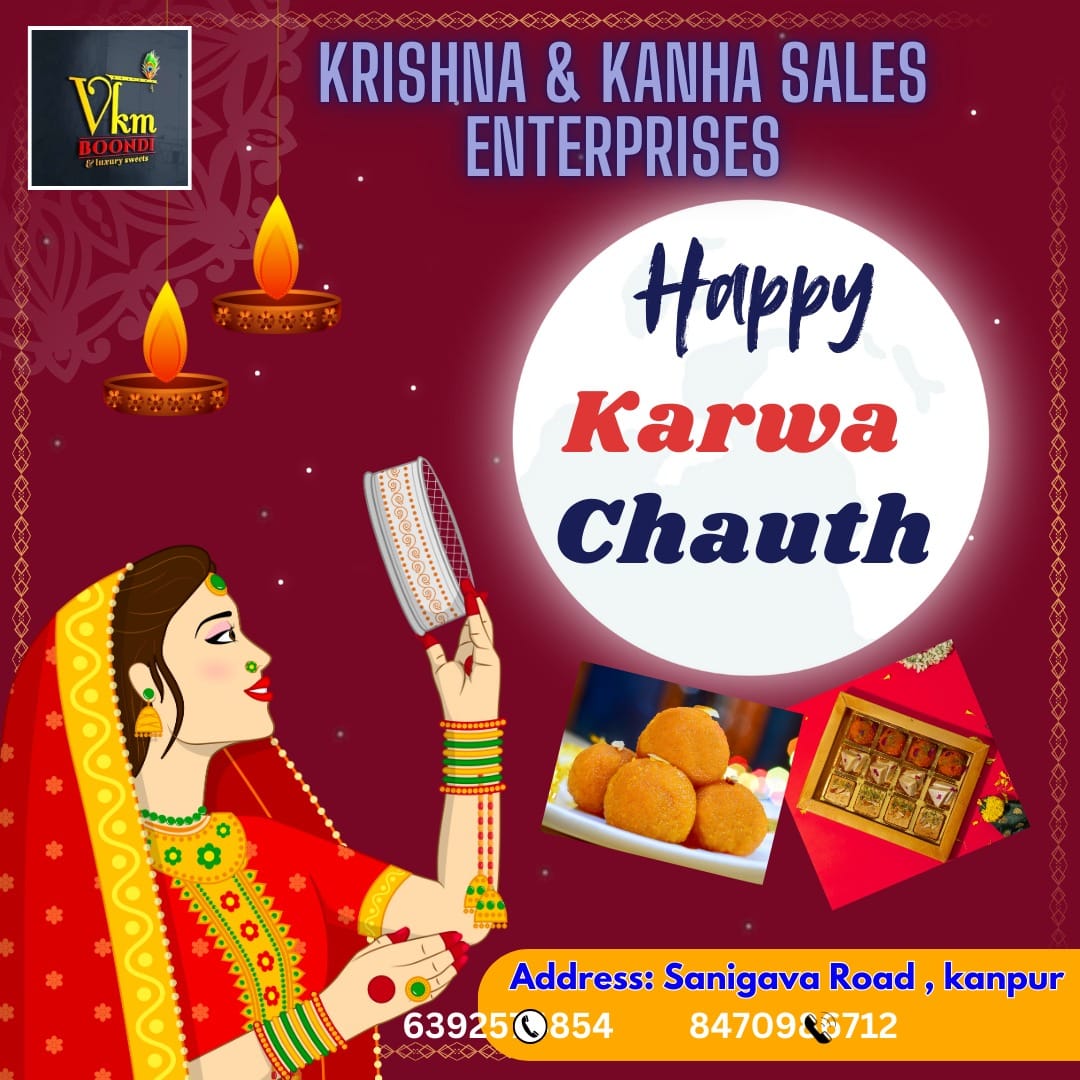 Vkm
BOONDI
& luxury sweets
KRISHNA & KANHA SALES
ENTERPRISES
Happy
Karwa
Chauth
Address: Sanigava Road , kanpur